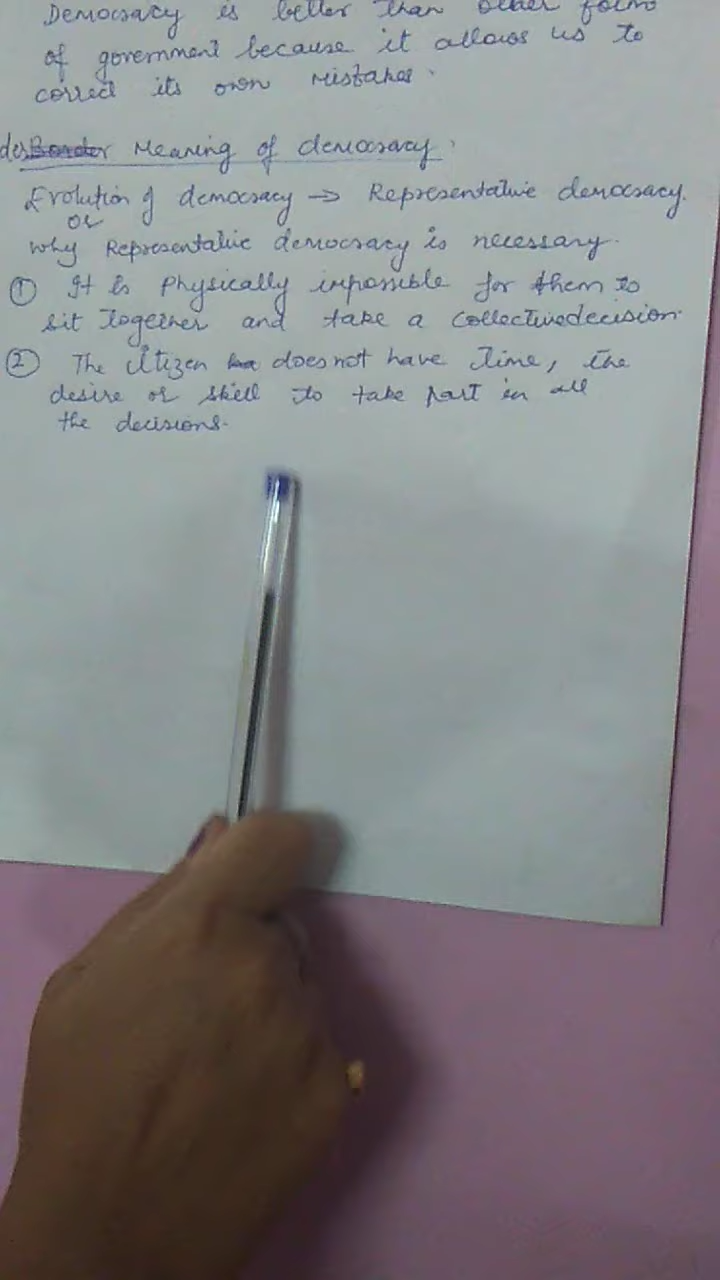 Democracy is better than other form
of government because it allows us to
correct its own mistakes.
der Border Meaning of democracy.
Evolution of democracy → Representative democracy.
or
why Representative democracy is necessary.
① It is Physically impossible for them to
sit together and take a collective decision.
② The citizen does not have time, the
desire or skill to take part in all
the decisions.